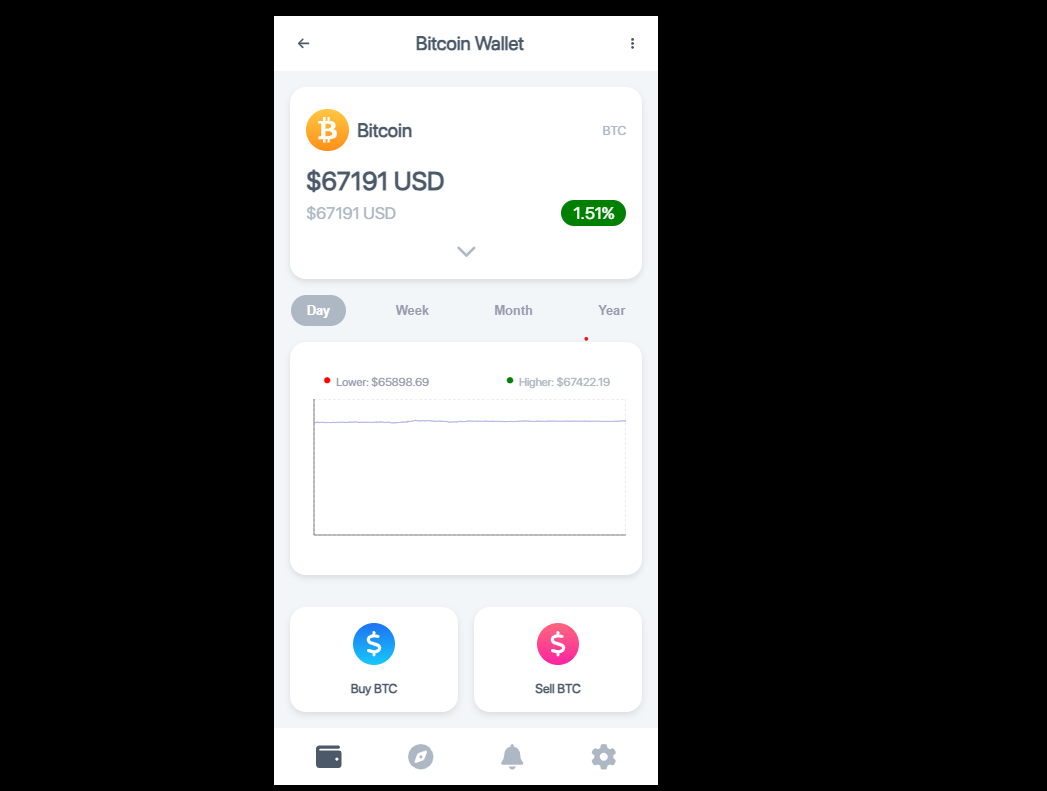 Bitcoin Wallet
Bitcoin
BTC
$67191 USD
$67191 USD
1.51%
Day Week Month Year
Lower: $65898.69 Higher: $67422.19
Buy BTC Sell BTC